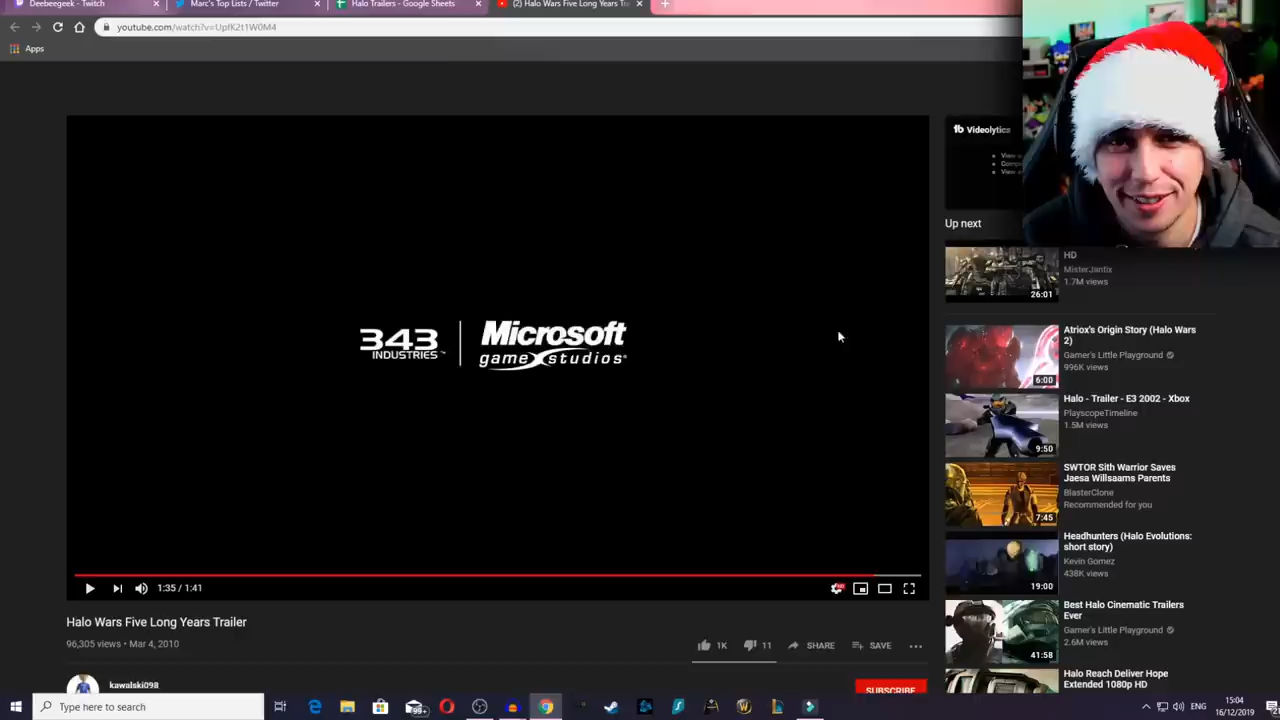 Deebeegeek - Twitch
Marc's Top Lists / Twitter
Halo Trailers - Google Sheets
(2) Halo Wars Five Long Years Tr
youtube.com/watch?v=UpfK2t1W0M4
Apps
343
INDUSTRIES
Microsoft
game studios
1:35 / 1:41
Halo Wars Five Long Years Trailer
96,305 views • Mar 4, 2010
1K
11
SHARE
SAVE
kawalski098
SUBSCRIBE
tb Videolytics
Up next
HD
MisterJantix
1.7M views
26:01
Atriox's Origin Story (Halo Wars
2)
Gamer's Little Playground
996K views
6:00
Halo - Trailer - E3 2002 - Xbox
PlayscopeTimeline
1.5M views
9:50
SWTOR Sith Warrior Saves
Jaesa Willsaams Parents
BlasterClone
Recommended for you
7:45
Headhunters (Halo Evolutions:
short story)
Kevin Gomez
438K views
19:00
Best Halo Cinematic Trailers
Ever
Gamer's Little Playground
2.6M views
41:58
Halo Reach Deliver Hope
Extended 1080p HD
Type here to search
99+
ENG
15:04
16/12/2019